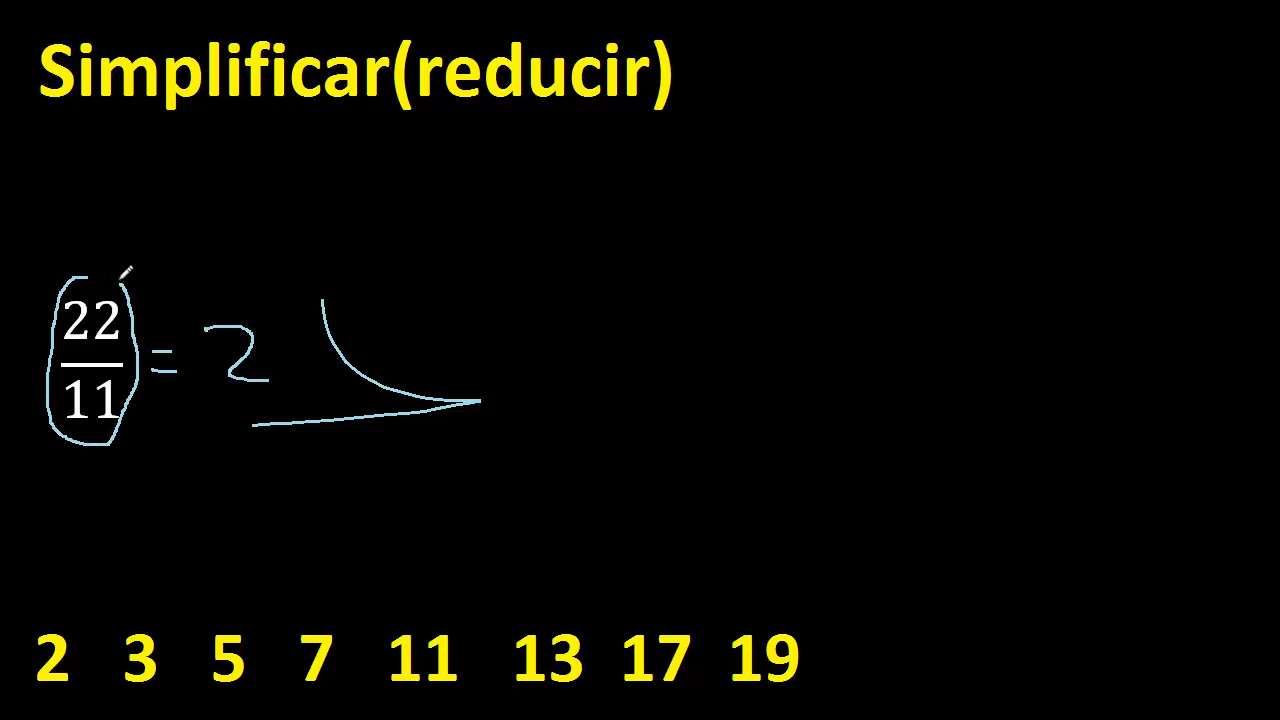 Simplificar(reducir)
22
11
= 2
2 3 5 7 11 13 17 19